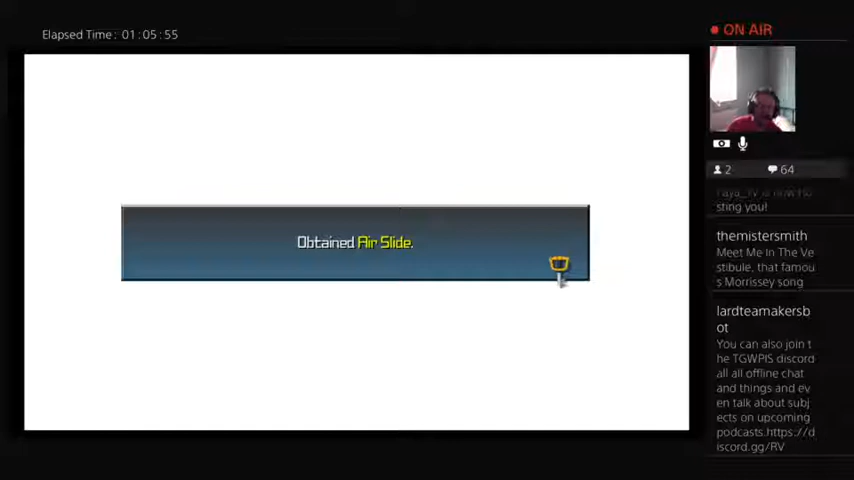 Elapsed Time: 01:05:55
ON AIR
Obtained Air Slide.
2
64
sting you!
themistersmith
Meet Me In The Ve
stibule, that famou
s Morrissey song
lardteamakersb
ot
You can also join t
he TGWPIS discord
all all offline chat
and things and ev
en talk about subj
ects on upcoming
podcasts.https://d
iscord.gg/RV